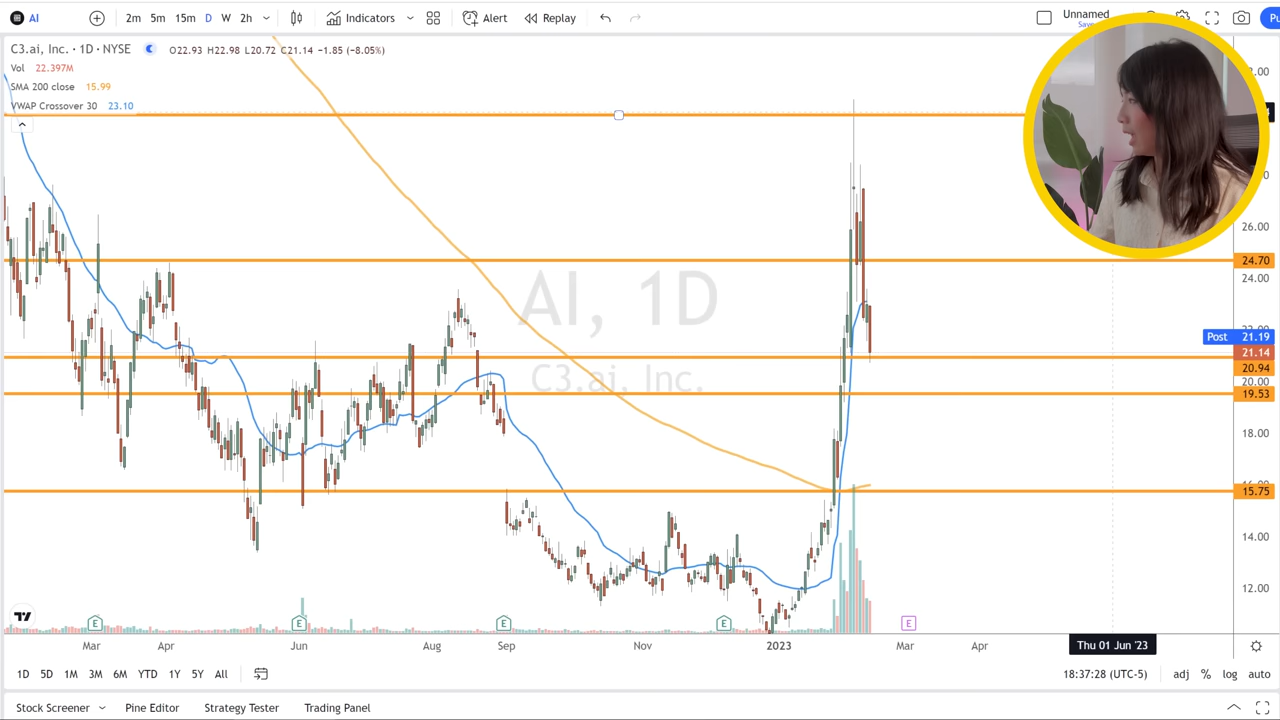 AI 2m 5m 15m D W 2h Indicators Alert Replay Unnamed
Save
C3.ai, Inc. · 1D · NYSE O22.93 H22.98 L20.72 C21.14 −1.85 (−8.05%)
Vol 22.397M
SMA 200 close 15.99
VWAP Crossover 30 23.10
26.00
24.70
24.00
AI, 1D
C3.ai, Inc.
Post 21.19
21.14
20.94
20.00
19.53
18.00
15.75
14.00
12.00
E E E E E
Mar Apr Jun Aug Sep Nov 2023 Mar Apr Thu 01 Jun '23
1D 5D 1M 3M 6M YTD 1Y 5Y All 18:37:28 (UTC-5) adj % log auto
Stock Screener Pine Editor Strategy Tester Trading Panel